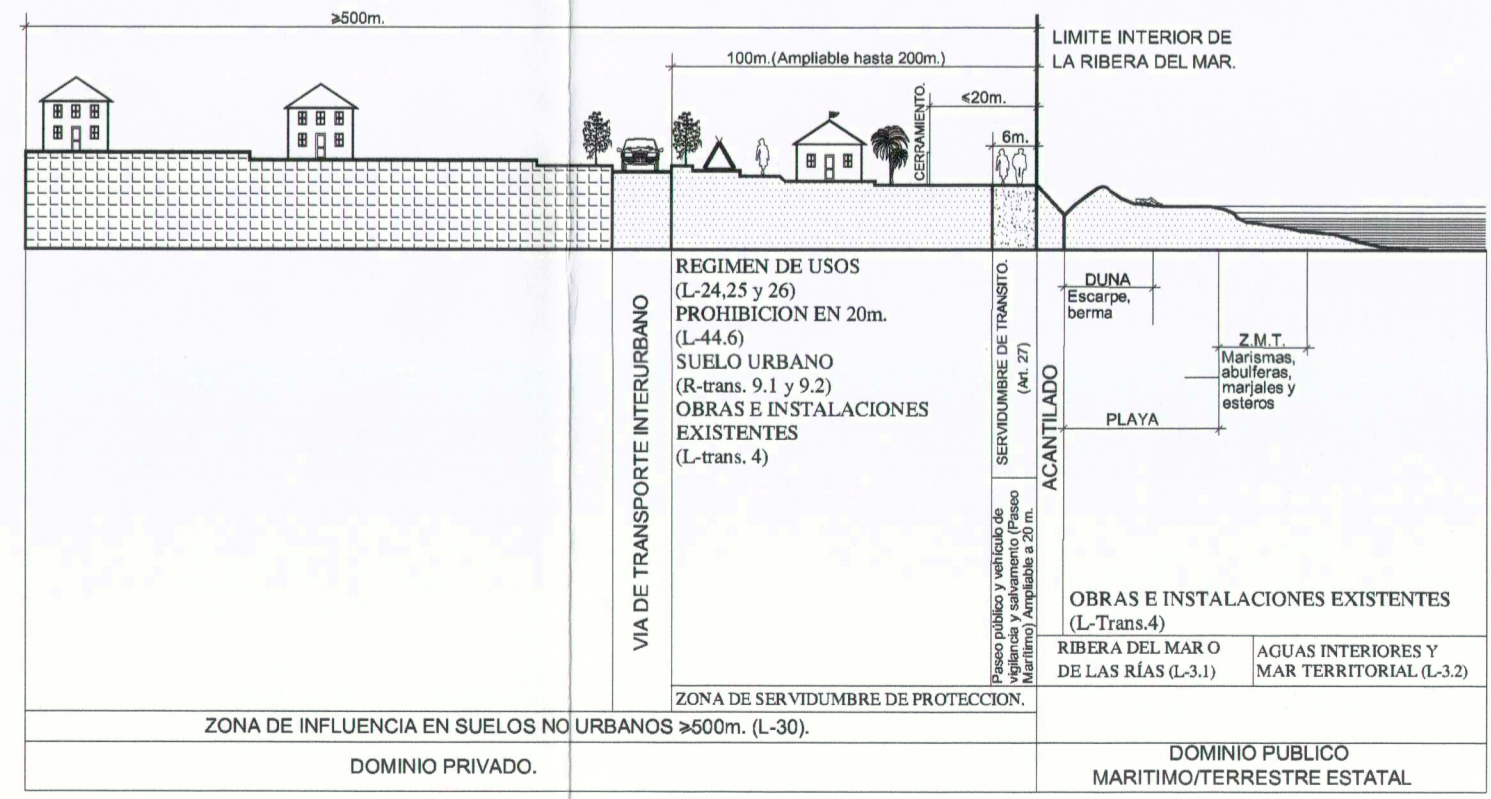 ≥500m.
LIMITE INTERIOR DE
LA RIBERA DEL MAR.
100m.(Ampliable hasta 200m.)
CERRAMIENTO.
≤20m.
6m.
REGIMEN DE USOS
(L-24,25 y 26)
PROHIBICION EN 20m.
(L-44.6)
SUELO URBANO
(R-trans. 9.1 y 9.2)
OBRAS E INSTALACIONES
EXISTENTES
(L-trans. 4)
VIA DE TRANSPORTE INTERURBANO
SERVIDUMBRE DE TRANSITO.
(Art. 27)
Paseo público y vehículo de
vigilancia y salvamento (Paseo
Marítimo) Ampliable a 20 m.
ACANTILADO
DUNA
Escarpe,
berma
Z.M.T.
Marismas,
abulferas,
marjales y
esteros
PLAYA
OBRAS E INSTALACIONES EXISTENTES
(L-Trans.4)
RIBERA DEL MAR O
DE LAS RÍAS (L-3.1)
AGUAS INTERIORES Y
MAR TERRITORIAL (L-3.2)
ZONA DE SERVIDUMBRE DE PROTECCION.
ZONA DE INFLUENCIA EN SUELOS NO URBANOS ≥500m. (L-30).
DOMINIO PRIVADO.
DOMINIO PUBLICO
MARITIMO/TERRESTRE ESTATAL